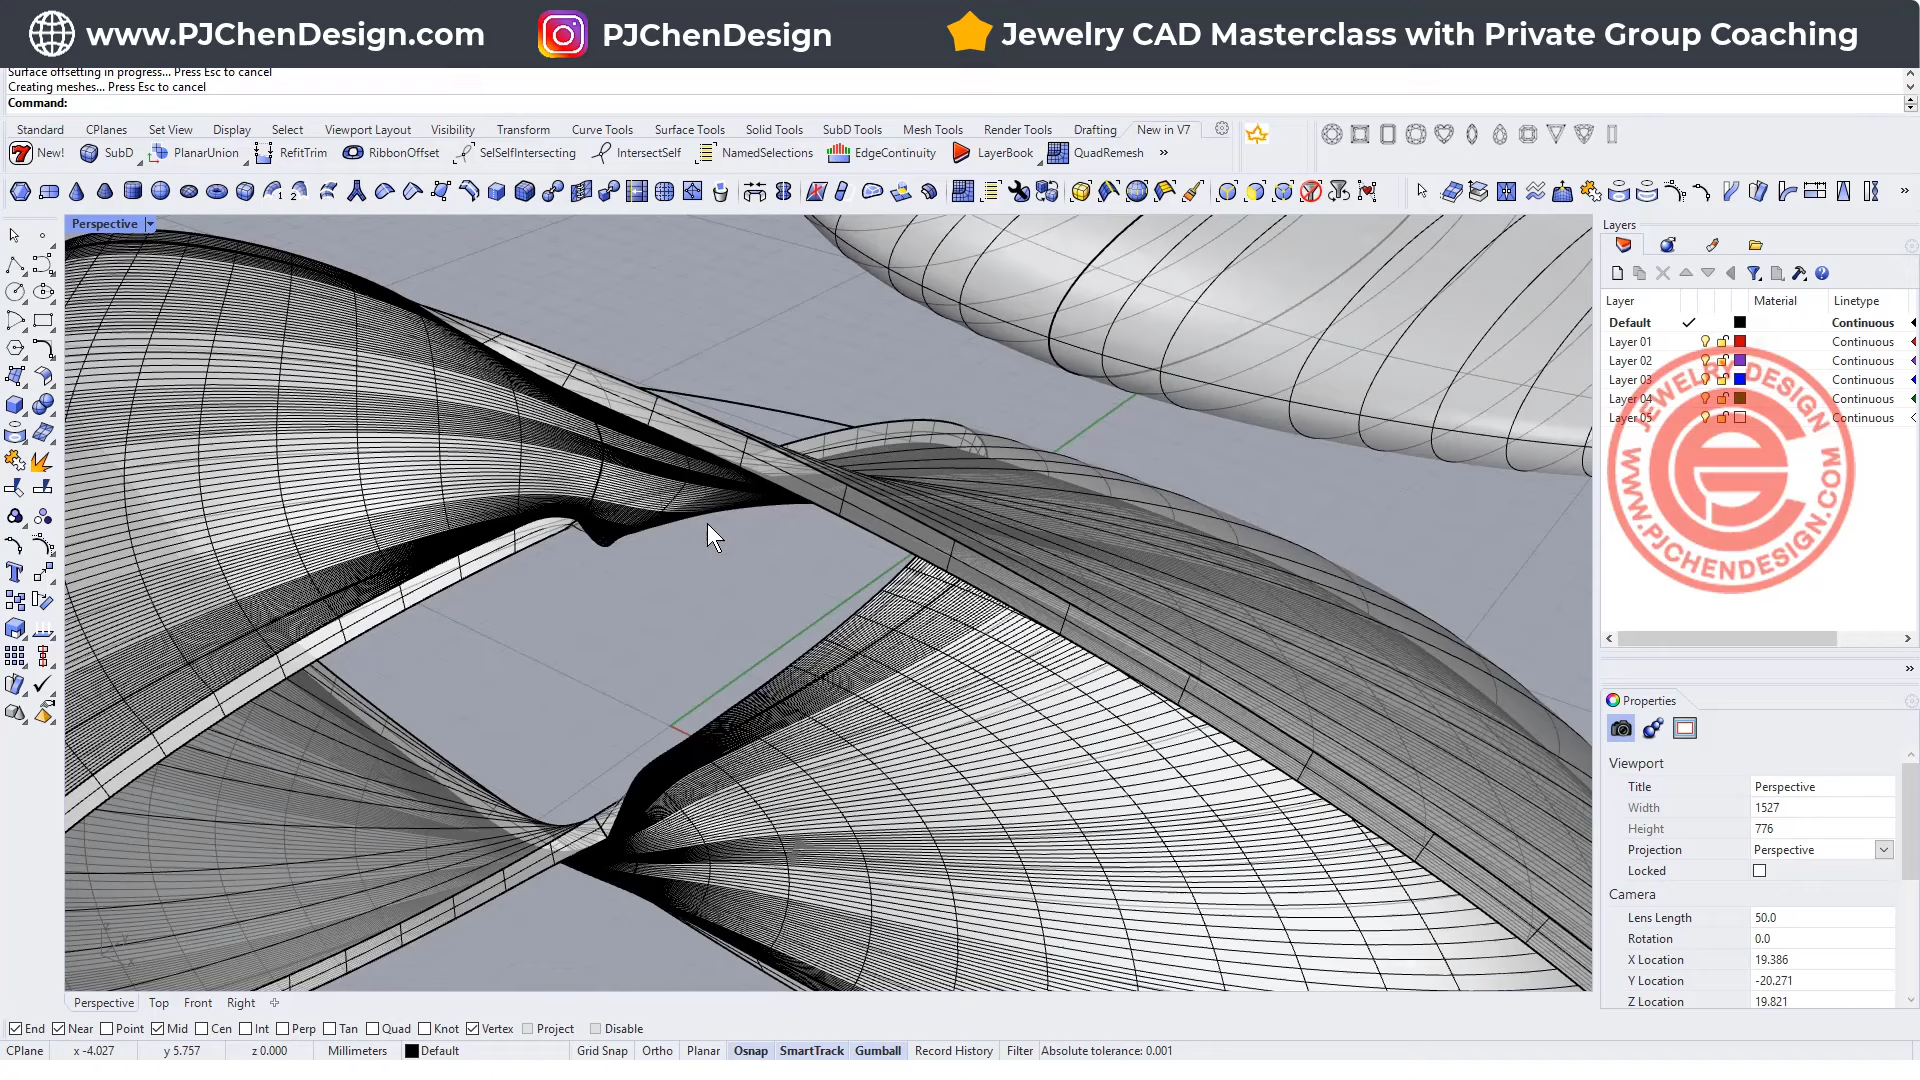 www.PJChenDesign.com PJChenDesign Jewelry CAD Masterclass with Private Group Coaching
Surface offsetting in progress... Press Esc to cancel
Creating meshes... Press Esc to cancel
Command:
Standard CPlanes Set View Display Select Viewport Layout Visibility Transform Curve Tools Surface Tools Solid Tools SubD Tools Mesh Tools Render Tools Drafting New in V7
7 New! SubD PlanarUnion RefitTrim RibbonOffset SelSelfIntersecting IntersectSelf NamedSelections EdgeContinuity LayerBook QuadRemesh »
Perspective
Layers
Layer Material Linetype
Default Continuous
Layer 01 Continuous
Layer 02 Continuous
Layer 03 Continuous
Layer 04 Continuous
Layer 05 Continuous
JEWELRY DESIGN
WWW.PJCHENDESIGN.COM
Properties
Viewport
Title Perspective
Width 1527
Height 776
Projection Perspective
Locked
Camera
Lens Length 50.0
Rotation 0.0
X Location 19.386
Y Location -20.271
Z Location 19.821
Perspective Top Front Right
End Near Point Mid Cen Int Perp Tan Quad Knot Vertex Project Disable
CPlane x -4.027 y 5.757 z 0.000 Millimeters Default Grid Snap Ortho Planar Osnap SmartTrack Gumball Record History Filter Absolute tolerance: 0.001